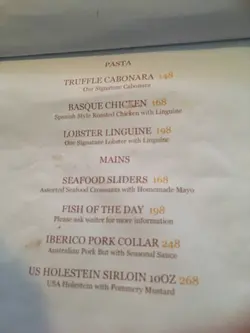 PASTA
TRUFFLE CABONARA 148
Our Signature Cabonara
BASQUE CHICKEN 168
Spanish Style Roasted Chicken with Linguine
LOBSTER LINGUINE 198
Our Signature Lobster with Linguine
MAINS
SEAFOOD SLIDERS 168
Assorted Seafood Croissants with Homemade Mayo
FISH OF THE DAY 198
Please ask waiter for more information
IBERICO PORK COLLAR 248
Australian Pork But with Seasonal Sauce
US HOLESTEIN SIRLOIN 10OZ 268
USA Holstein with Pommery Mustard